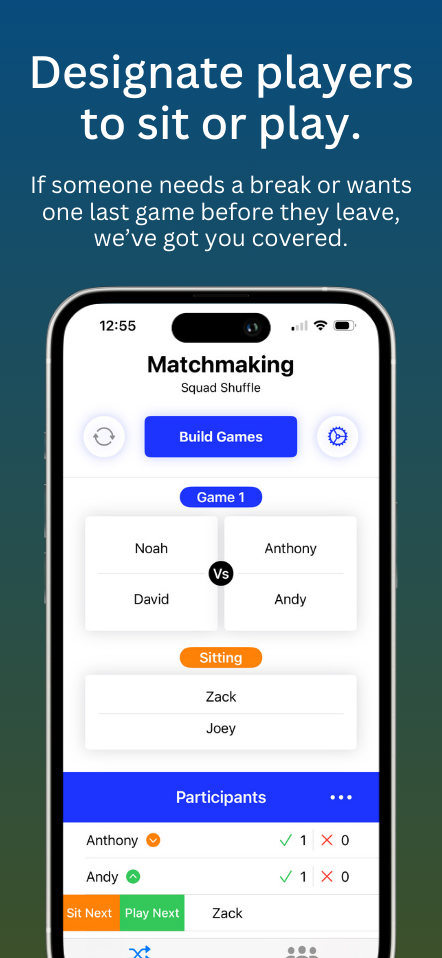 Designate players
to sit or play.
If someone needs a break or wants
one last game before they leave,
we’ve got you covered.
12:55
Matchmaking
Squad Shuffle
Build Games
Game 1
Noah
Anthony
Vs
David
Andy
Sitting
Zack
Joey
Participants
Anthony 1 0
Andy 1 0
Sit Next Play Next Zack